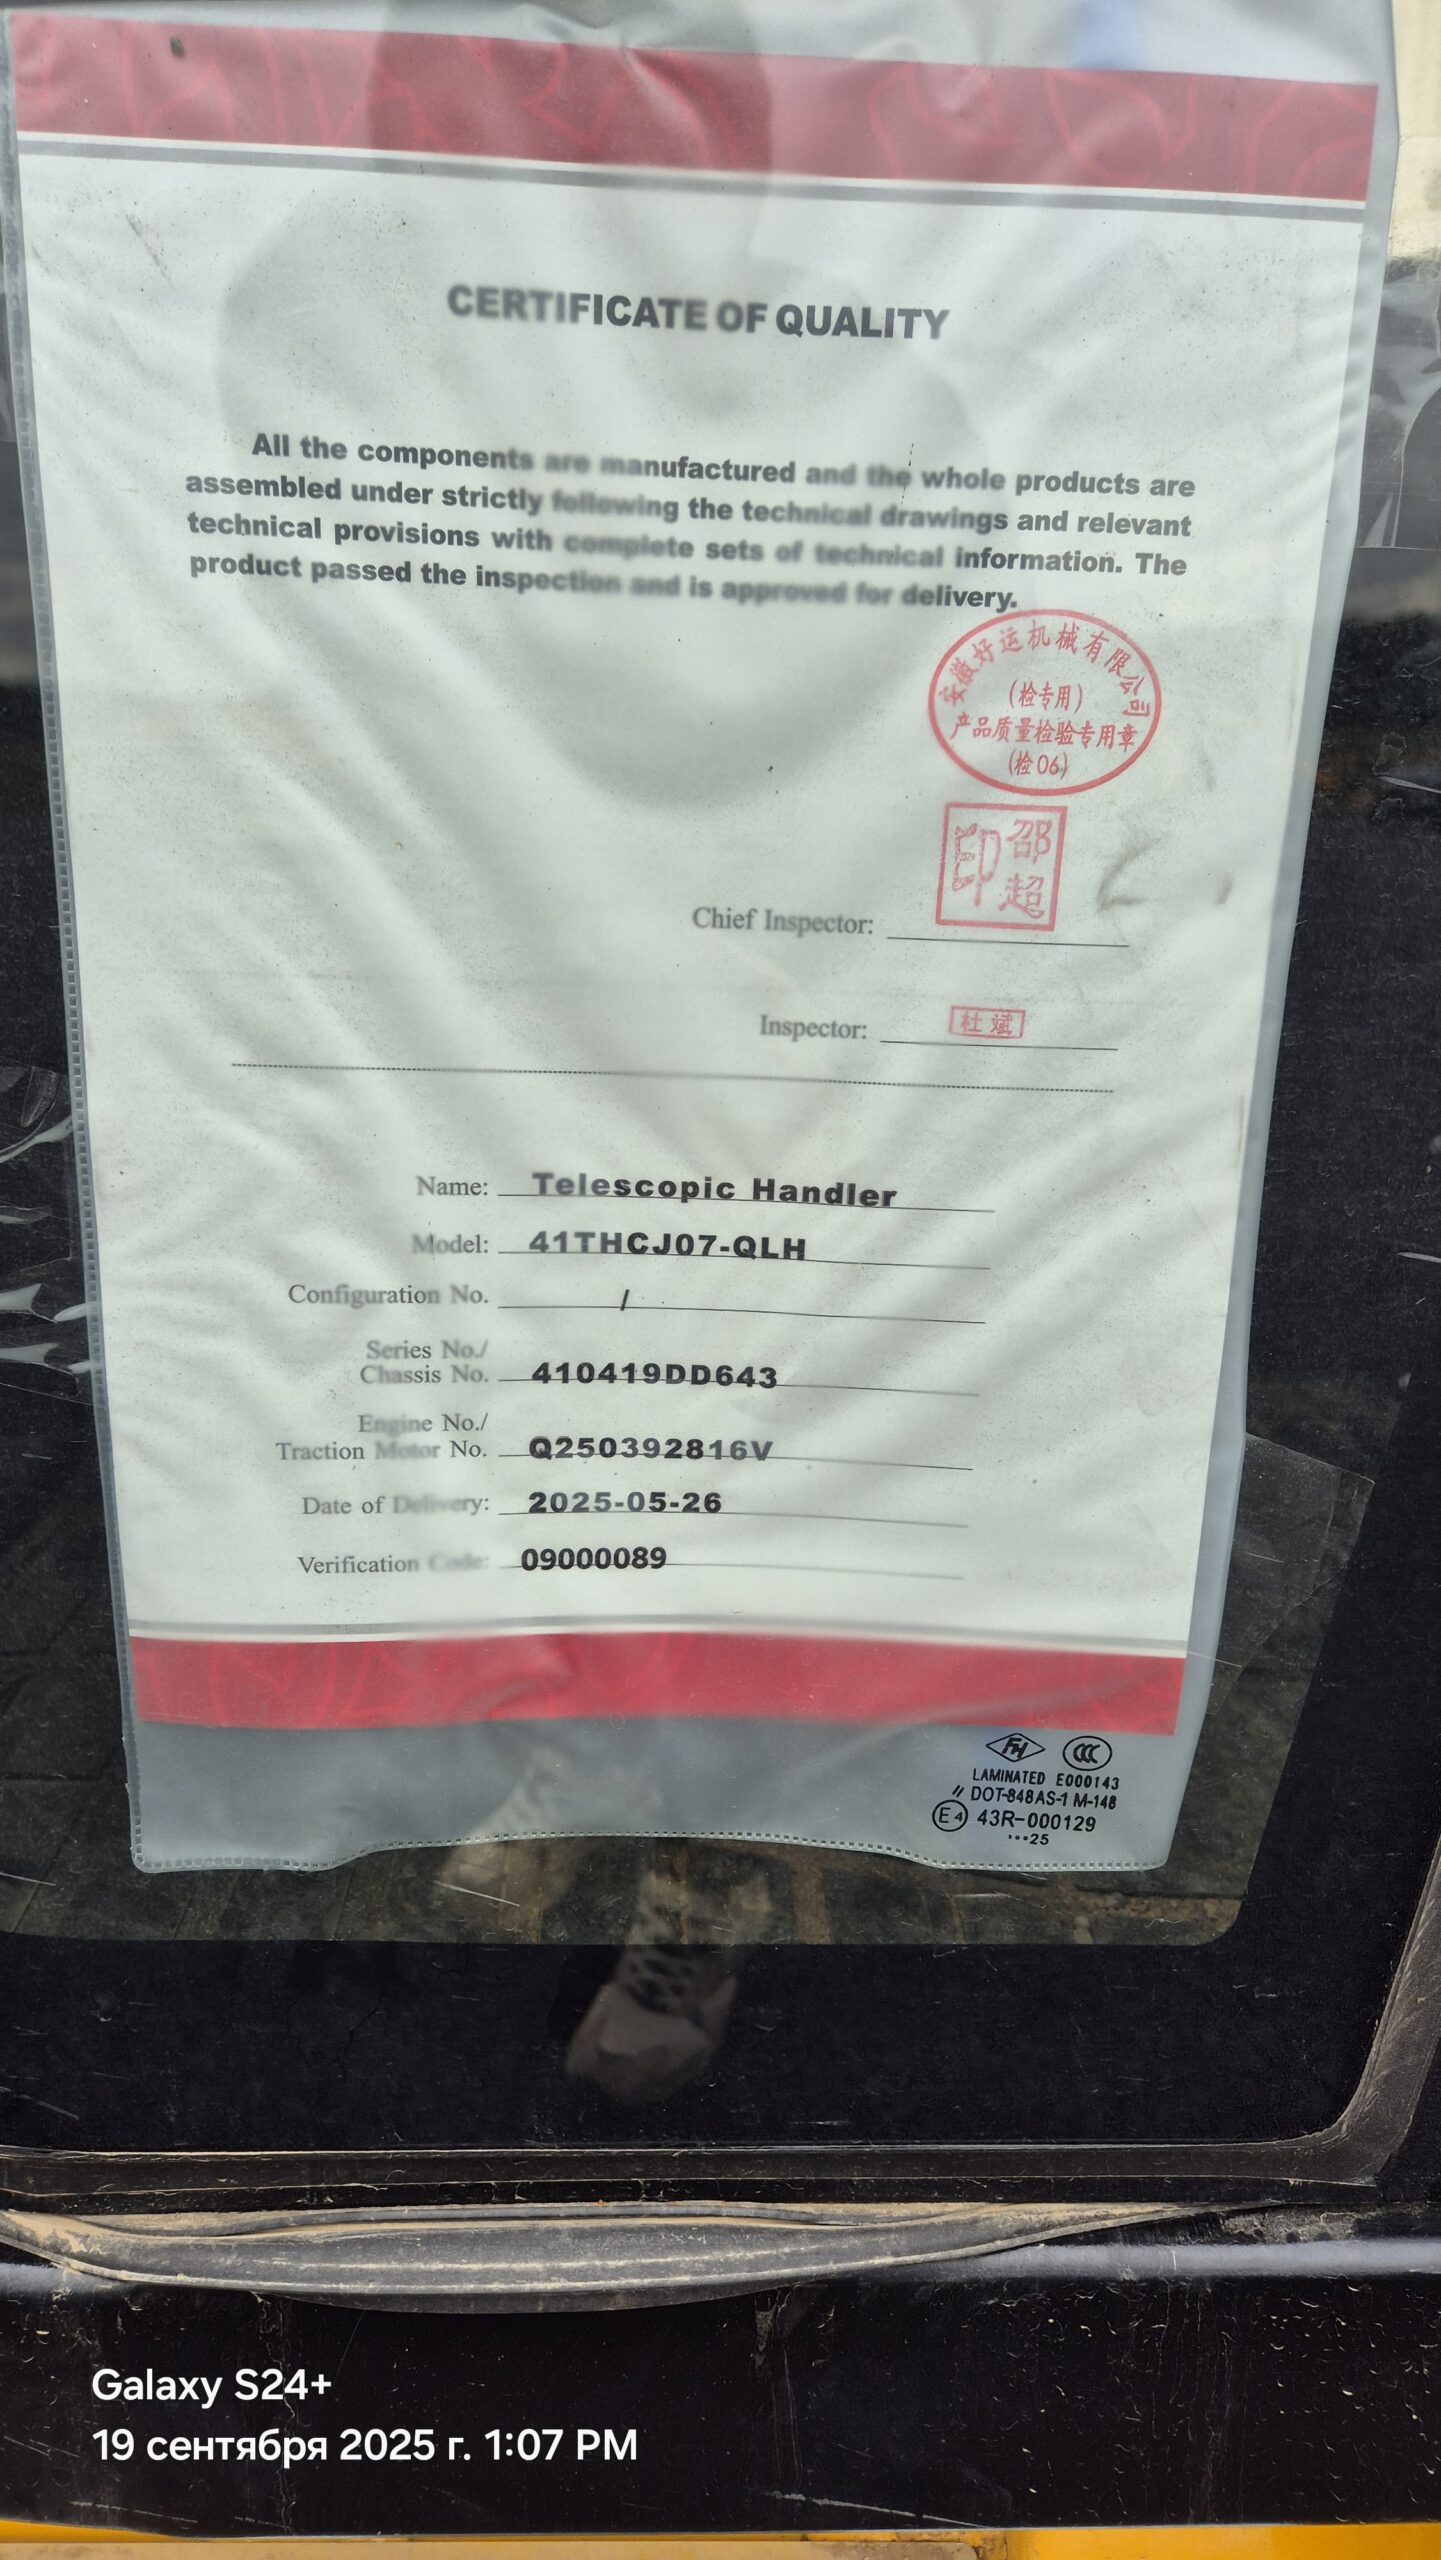 CERTIFICATE OF QUALITY
All the components are manufactured and the whole products are
assembled under strictly following the technical drawings and relevant
technical provisions with complete sets of technical information. The
product passed the inspection and is approved for delivery.
安徽好运机械有限公司
(检专用)
产品质量检验专用章
(检06)
邵超印
Chief Inspector:
Inspector: 杜斌
Name: Telescopic Handler
Model: 41THCJ07-QLH
Configuration No. /
Series No./
Chassis No. 410419DD643
Engine No./
Traction Motor No. Q250392816V
Date of Delivery: 2025-05-26
Verification Code: 09000089
FH CCC
LAMINATED E000143
// DOT-848 AS-1 M-148
E4 43R-000129
•••25
Galaxy S24+
19 сентября 2025 г. 1:07 PM